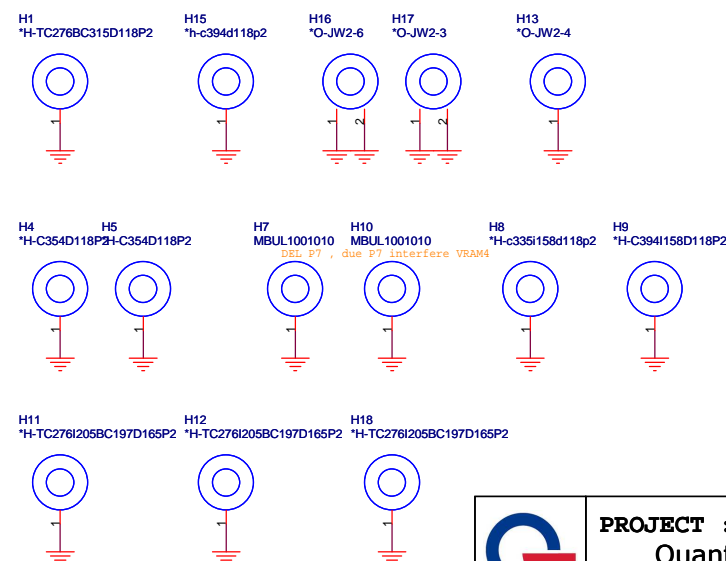 H1
*H-TC276BC315D118P2
H15
*h-c394d118p2
H16
*O-JW2-6
H17
*O-JW2-3
H13
*O-JW2-4
1
1
1
2
1
2
1
H4
*H-C354D118P2
H5
*H-C354D118P2
H7
MBUL1001010
H10
MBUL1001010
H8
*H-c335i158d118p2
H9
*H-C394I158D118P2
DEL P7 , due P7 interfere VRAM4
1
1
1
1
1
1
H11
*H-TC276I205BC197D165P2
H12
*H-TC276I205BC197D165P2
H18
*H-TC276I205BC197D165P2
1
1
1
PROJECT :
Quant